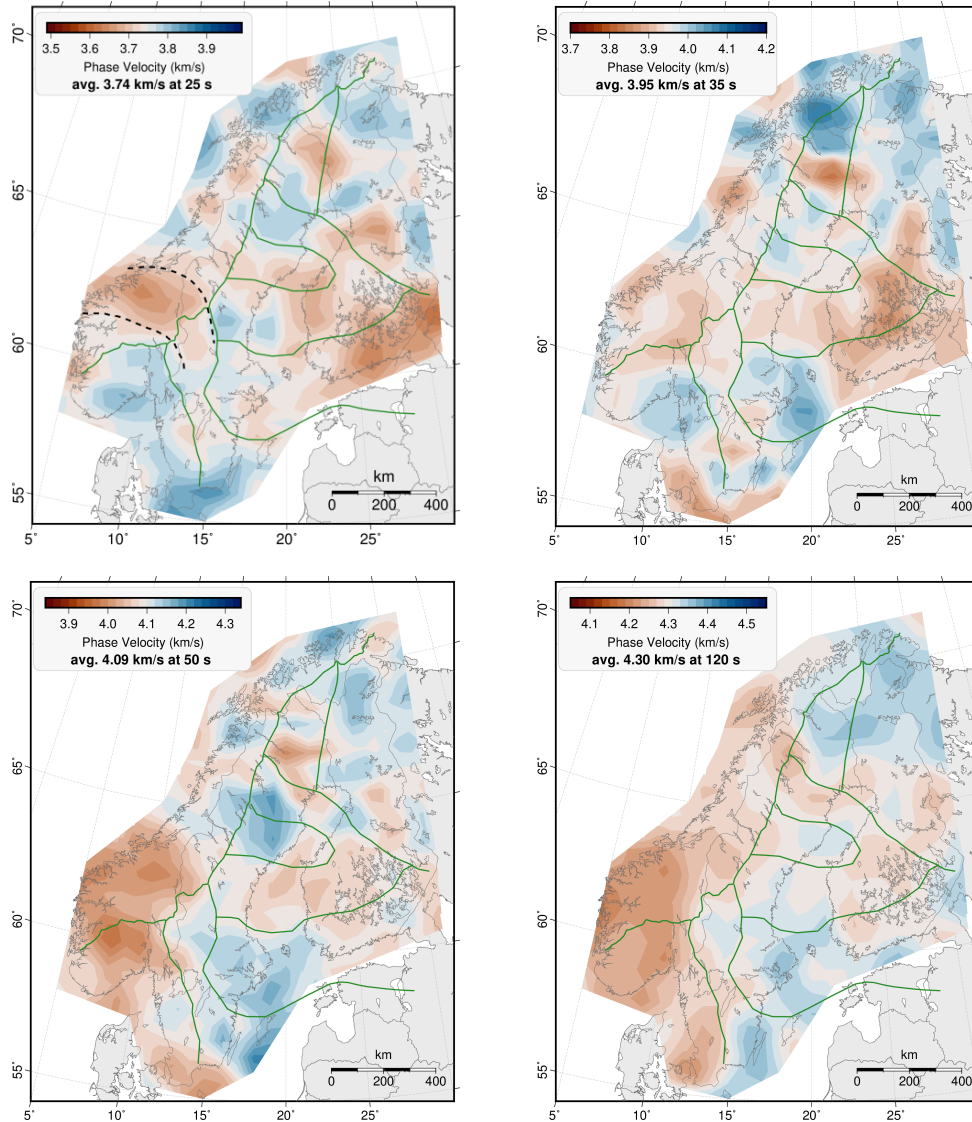 3.5 3.6 3.7 3.8 3.9
Phase Velocity (km/s)
avg. 3.74 km/s at 25 s
70°
65°
60°
55°
km
0 200 400
5° 10° 15° 20° 25°
3.7 3.8 3.9 4.0 4.1 4.2
Phase Velocity (km/s)
avg. 3.95 km/s at 35 s
70°
65°
60°
55°
km
0 200 400
5° 10° 15° 20° 25°
3.9 4.0 4.1 4.2 4.3
Phase Velocity (km/s)
avg. 4.09 km/s at 50 s
70°
65°
60°
55°
km
0 200 400
5° 10° 15° 20° 25°
4.1 4.2 4.3 4.4 4.5
Phase Velocity (km/s)
avg. 4.30 km/s at 120 s
70°
65°
60°
55°
km
0 200 400
5° 10° 15° 20° 25°